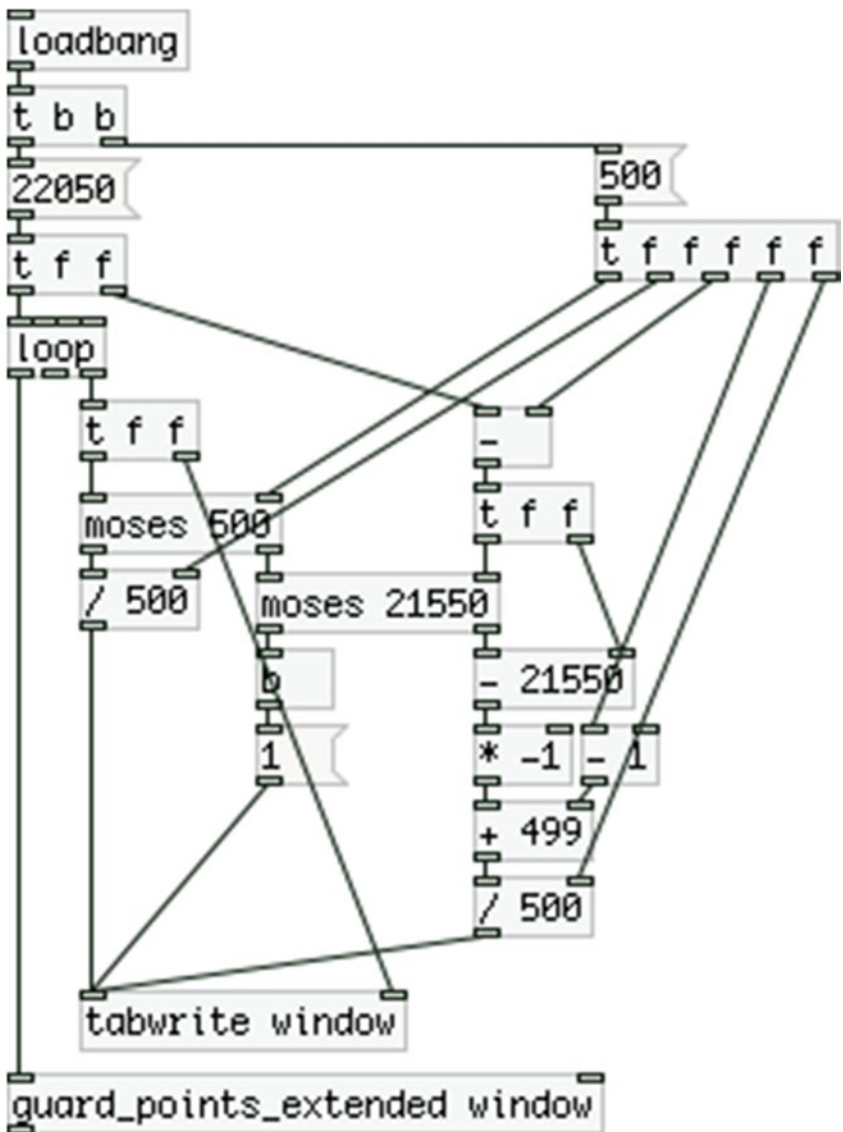 loadbang
t b b
22050
500
t f f
t f f f f f
loop
t f f
-
t f f
moses 500
/ 500
moses 21550
b
- 21550
1
* -1
- 1
+ 499
/ 500
tabwrite window
guard_points_extended window